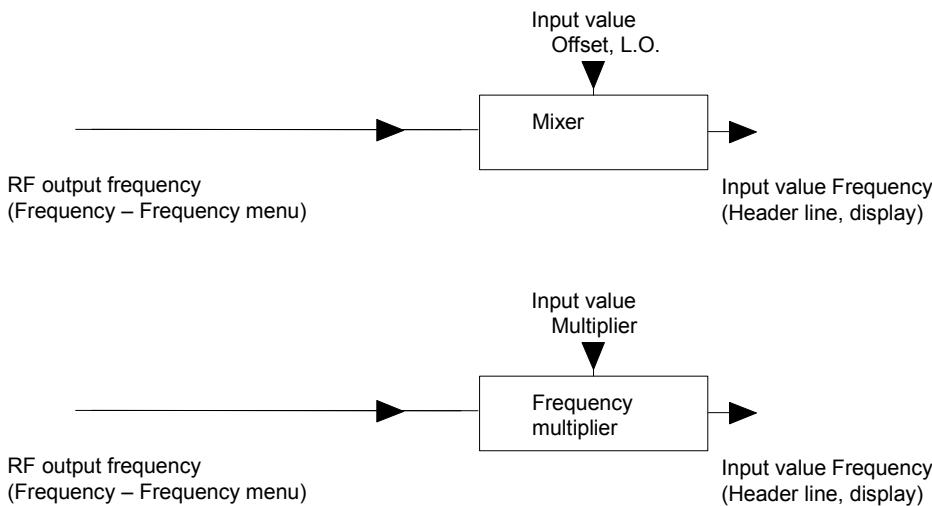 Input value
Offset, L.O.
Mixer
RF output frequency
(Frequency – Frequency menu)
Input value Frequency
(Header line, display)
Input value
Multiplier
Frequency
multiplier
RF output frequency
(Frequency – Frequency menu)
Input value Frequency
(Header line, display)